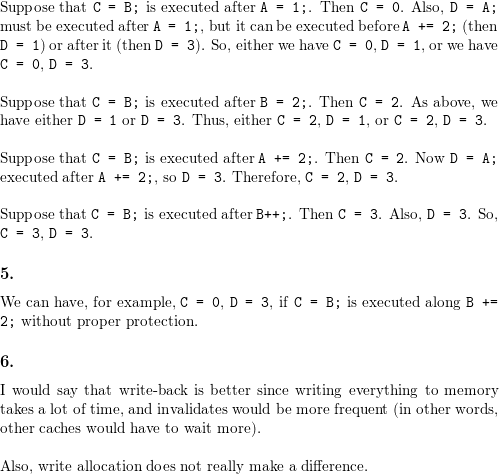 Suppose that C = B; is executed after A = 1;. Then C = 0. Also, D = A;
must be executed after A = 1;, but it can be executed before A += 2; (then
D = 1) or after it (then D = 3). So, either we have C = 0, D = 1, or we have
C = 0, D = 3.
Suppose that C = B; is executed after B = 2;. Then C = 2. As above, we
have either D = 1 or D = 3. Thus, either C = 2, D = 1, or C = 2, D = 3.
Suppose that C = B; is executed after A += 2;. Then C = 2. Now D = A;
executed after A += 2;, so D = 3. Therefore, C = 2, D = 3.
Suppose that C = B; is executed after B++;. Then C = 3. Also, D = 3. So,
C = 3, D = 3.
5.
We can have, for example, C = 0, D = 3, if C = B; is executed along B +=
2; without proper protection.
6.
I would say that write-back is better since writing everything to memory
takes a lot of time, and invalidates would be more frequent (in other words,
other caches would have to wait more).
Also, write allocation does not really make a difference.